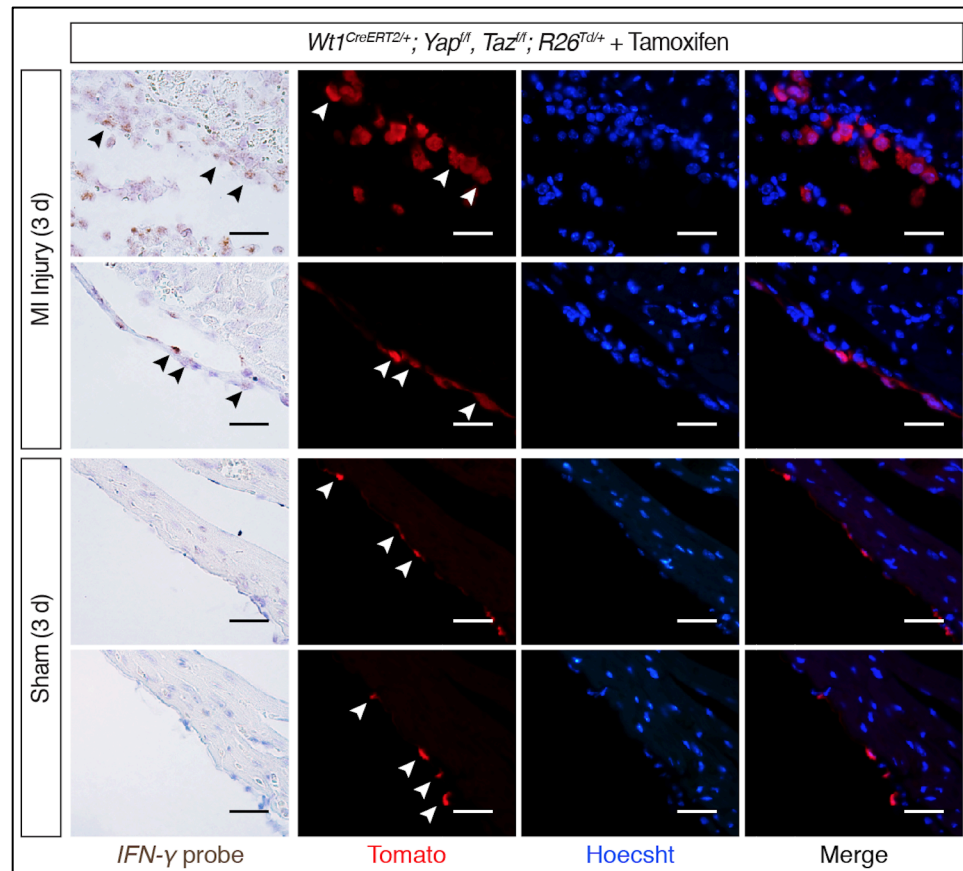 Wt1CreERT2/+; Yapf/f, Tazf/f; R26Td/+ + Tamoxifen
MI Injury (3 d)
Sham (3 d)
IFN-γ probe
Tomato
Hoecsht
Merge